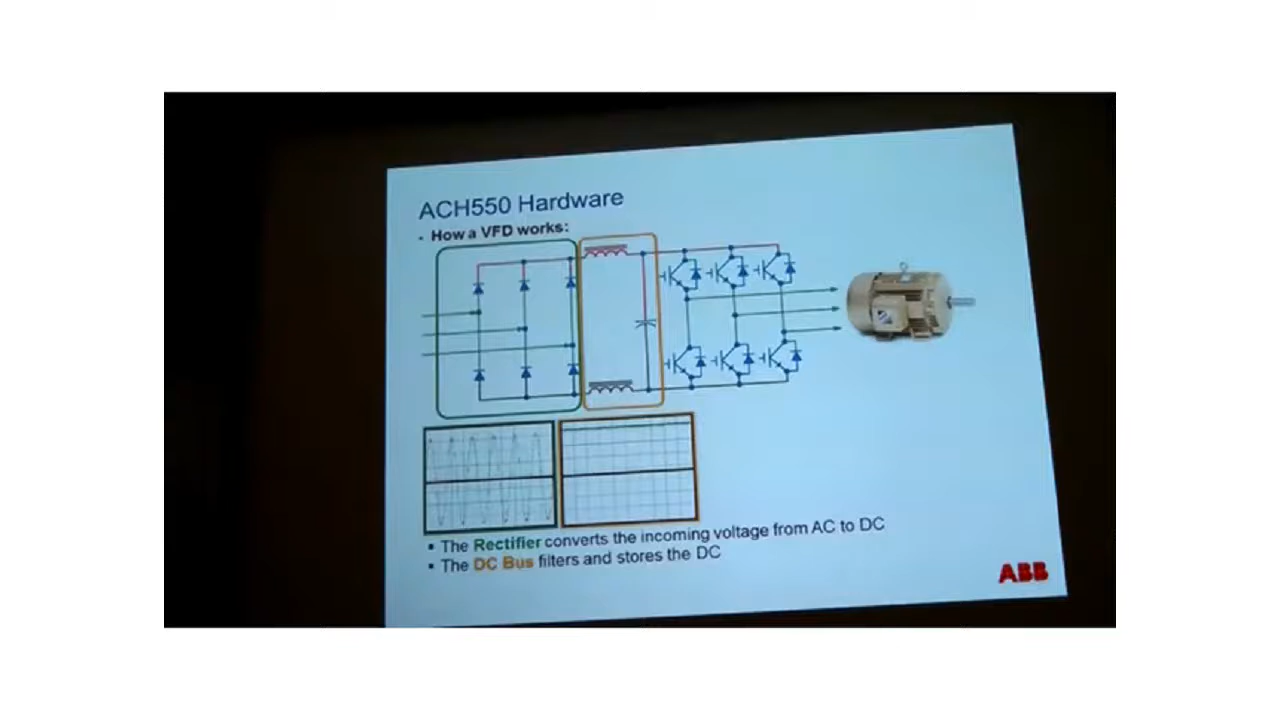 ACH550 Hardware
- How a VFD works:
▪ The Rectifier converts the incoming voltage from AC to DC
▪ The DC Bus filters and stores the DC
ABB